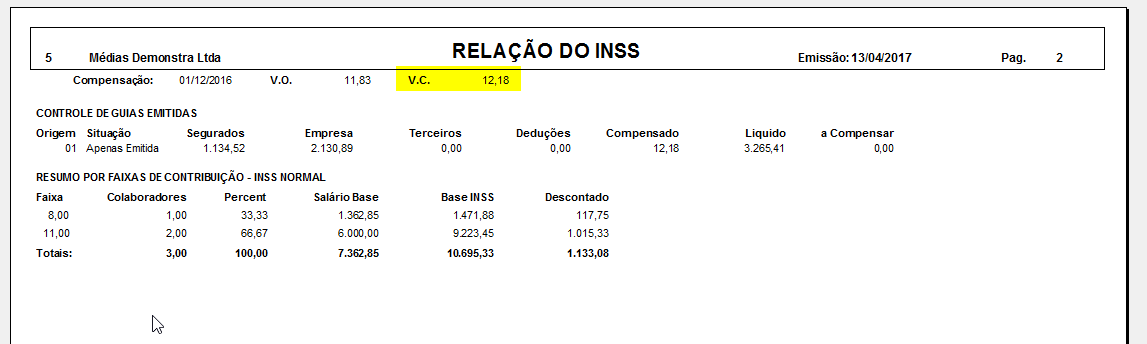 RELAÇÃO DO INSS
5 Médias Demonstra Ltda Emissão: 13/04/2017 Pag. 2
Compensação: 01/12/2016 V.O. 11,83 V.C. 12,18
CONTROLE DE GUIAS EMITIDAS
Origem Situação Segurados Empresa Terceiros Deduções Compensado Liquido a Compensar
01 Apenas Emitida 1.134,52 2.130,89 0,00 0,00 12,18 3.265,41 0,00
RESUMO POR FAIXAS DE CONTRIBUIÇÃO - INSS NORMAL
Faixa Colaboradores Percent Salário Base Base INSS Descontado
8,00 1,00 33,33 1.362,85 1.471,88 117,75
11,00 2,00 66,67 6.000,00 9.223,45 1.015,33
Totais: 3,00 100,00 7.362,85 10.695,33 1.133,08